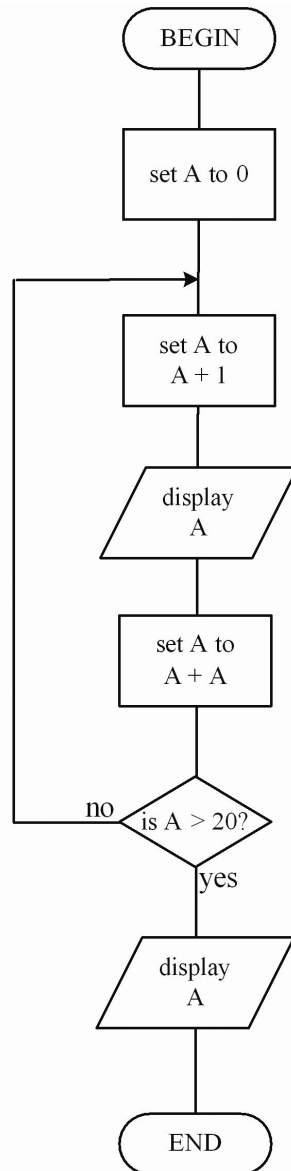 BEGIN
set A to 0
set A to
A + 1
display
A
set A to
A + A
no
is A > 20?
yes
display
A
END